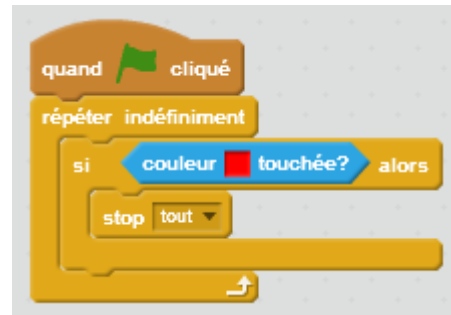 quand cliqué
répéter indéfiniment
si couleur touchée? alors
stop tout